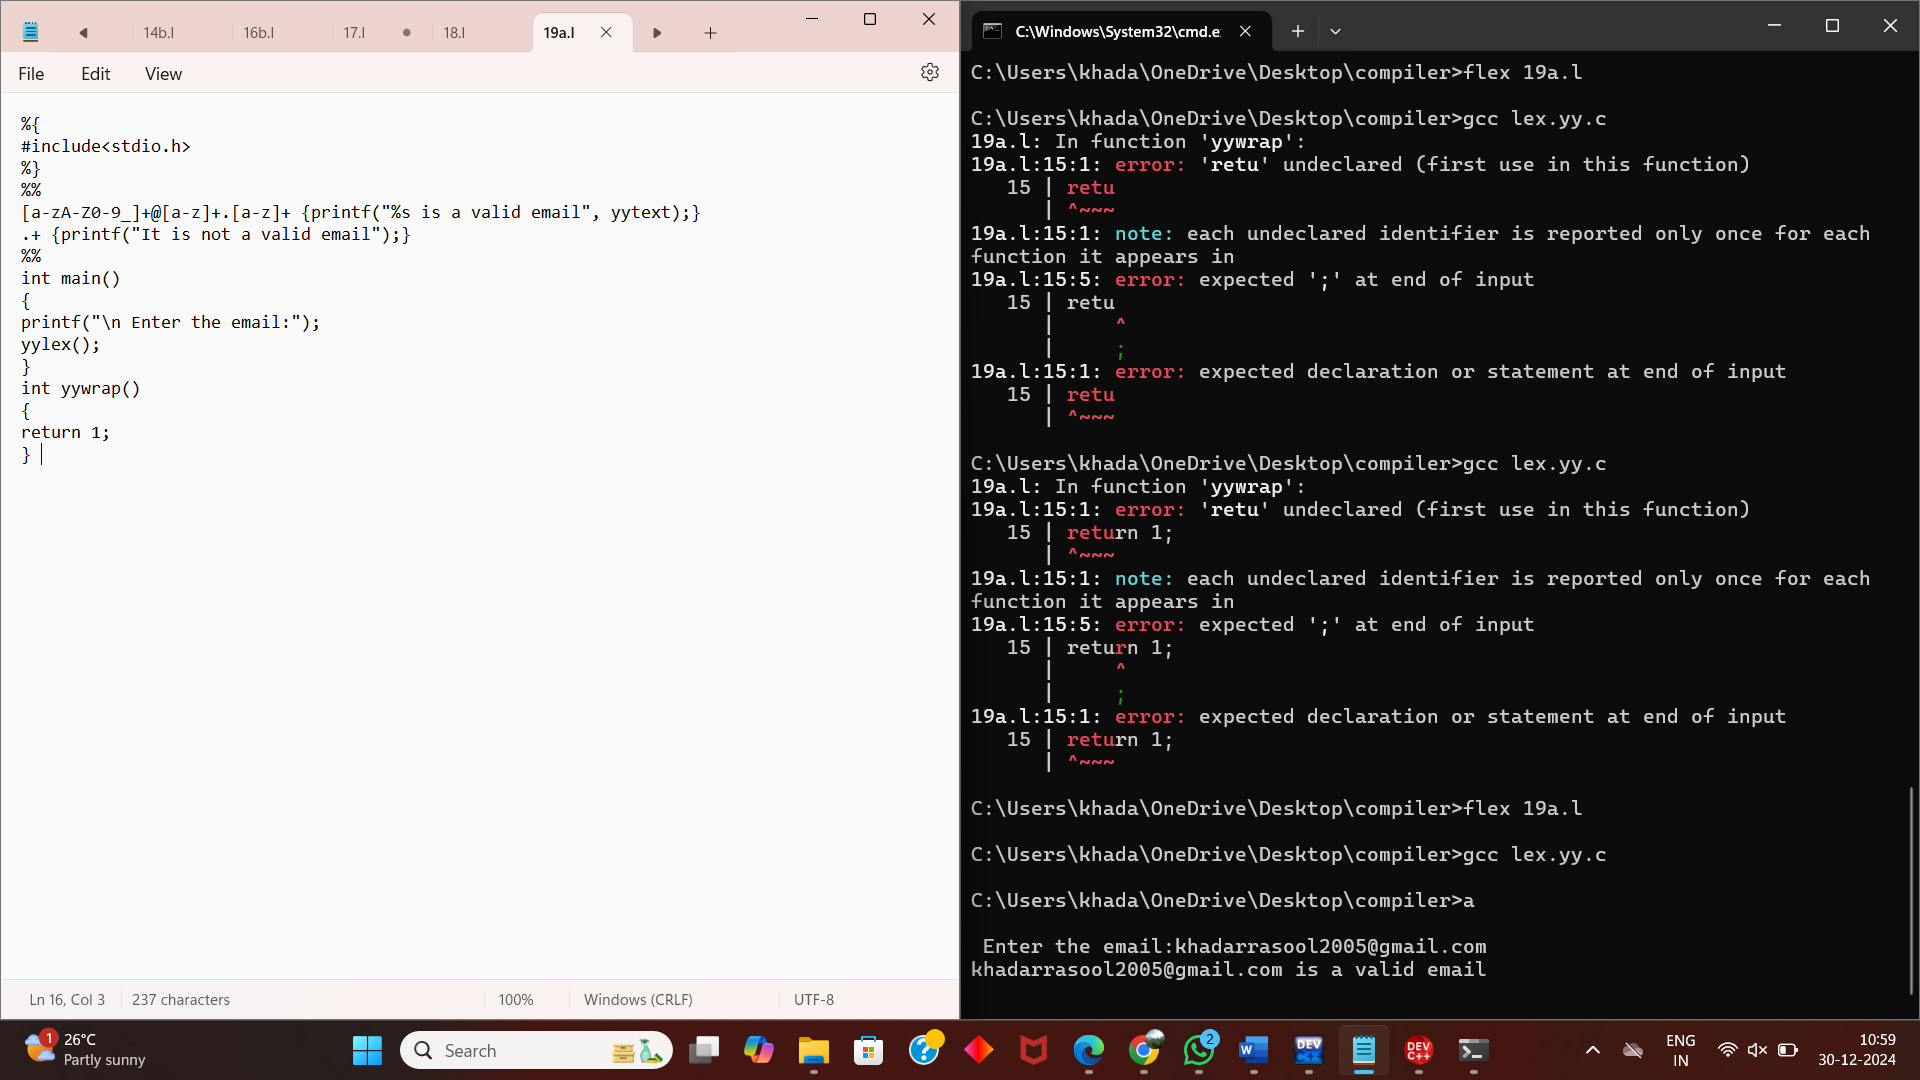 14b.l
16b.l
17.l
18.l
19a.l
File
Edit
View
%{
#include<stdio.h>
%}
%%
[a-zA-Z0-9_]+@[a-z]+.[a-z]+ {printf("%s is a valid email", yytext);}
.+ {printf("It is not a valid email");}
%%
int main()
{
printf("\n Enter the email:");
yylex();
}
int yywrap()
{
return 1;
}
Ln 16, Col 3
237 characters
100%
Windows (CRLF)
UTF-8
C:\Windows\System32\cmd.e
C:\Users\khada\OneDrive\Desktop\compiler>flex 19a.l
C:\Users\khada\OneDrive\Desktop\compiler>gcc lex.yy.c
19a.l: In function 'yywrap':
19a.l:15:1: error: 'retu' undeclared (first use in this function)
15 | retu
| ^~~~
19a.l:15:1: note: each undeclared identifier is reported only once for each
function it appears in
19a.l:15:5: error: expected ';' at end of input
15 | retu
| ^
| ;
19a.l:15:1: error: expected declaration or statement at end of input
15 | retu
| ^~~~
C:\Users\khada\OneDrive\Desktop\compiler>gcc lex.yy.c
19a.l: In function 'yywrap':
19a.l:15:1: error: 'retu' undeclared (first use in this function)
15 | return 1;
| ^~~~
19a.l:15:1: note: each undeclared identifier is reported only once for each
function it appears in
19a.l:15:5: error: expected ';' at end of input
15 | return 1;
| ^
| ;
19a.l:15:1: error: expected declaration or statement at end of input
15 | return 1;
| ^~~~
C:\Users\khada\OneDrive\Desktop\compiler>flex 19a.l
C:\Users\khada\OneDrive\Desktop\compiler>gcc lex.yy.c
C:\Users\khada\OneDrive\Desktop\compiler>a
Enter the email:khadarrasool2005@gmail.com
khadarrasool2005@gmail.com is a valid email
1
26°C
Partly sunny
Search
2
W
DEV
DEV
C++
ENG
IN
10:59
30-12-2024